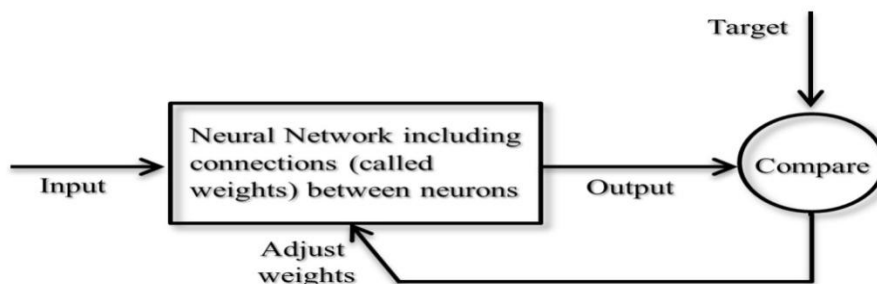 Target
Neural Network including
connections (called
weights) between neurons
Compare
Input
Output
Adjust
weights